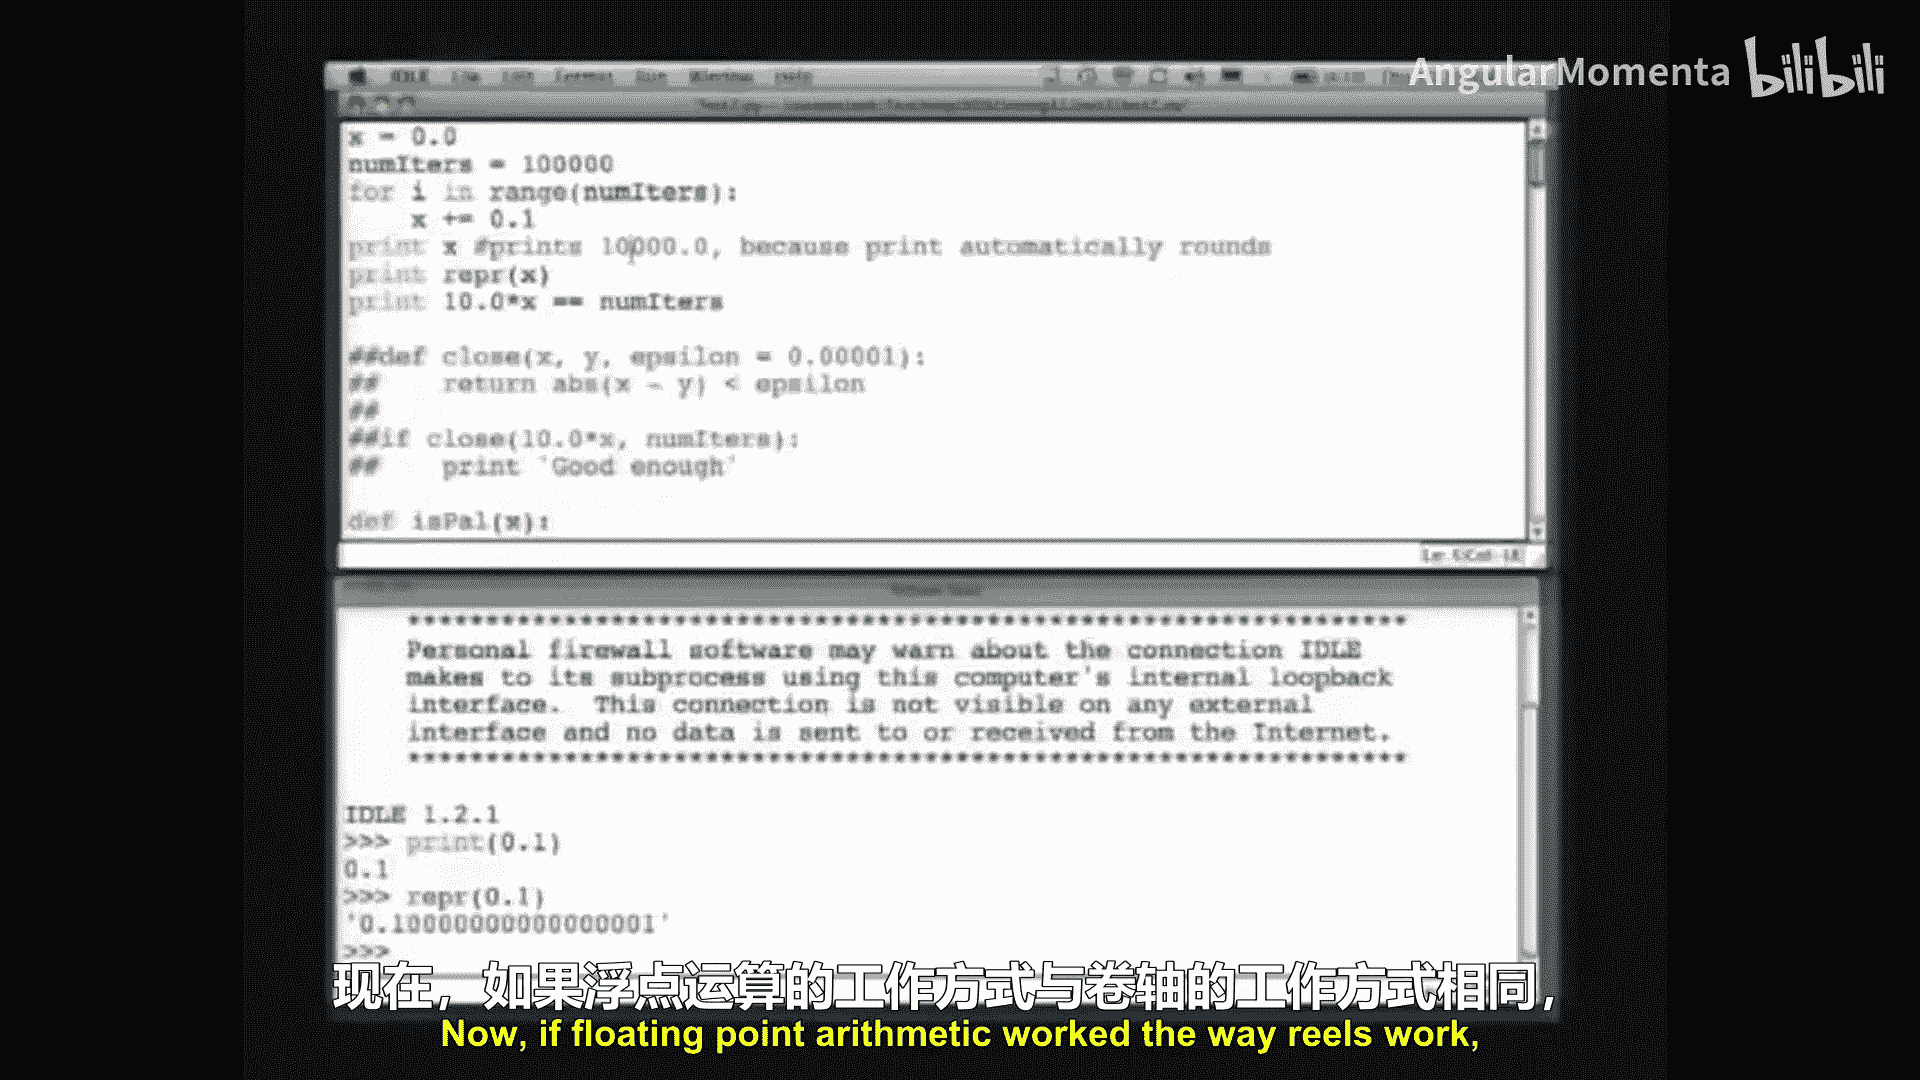 AngularMomenta bilibili
IDLE Format Run Windows Help
x = 0.0
numIters = 100000
for i in range(numIters):
x += 0.1
print x #prints 10000.0, because print automatically rounds
print repr(x)
print 10.0*x == numIters
##def close(x, y, epsilon = 0.00001):
##    return abs(x - y) < epsilon
##
##if close(10.0*x, numIters):
##    print 'Good enough'
def isPal(x):
****************************************************************
Personal firewall software may warn about the connection IDLE
makes to its subprocess using this computer's internal loopback
interface.  This connection is not visible on any external
interface and no data is sent to or received from the Internet.
****************************************************************
IDLE 1.2.1
>>> print(0.1)
0.1
>>> repr(0.1)
'0.10000000000000001'
>>>
现在，如果浮点运算的工作方式与卷轴的工作方式相同，
Now, if floating point arithmetic worked the way reels work,